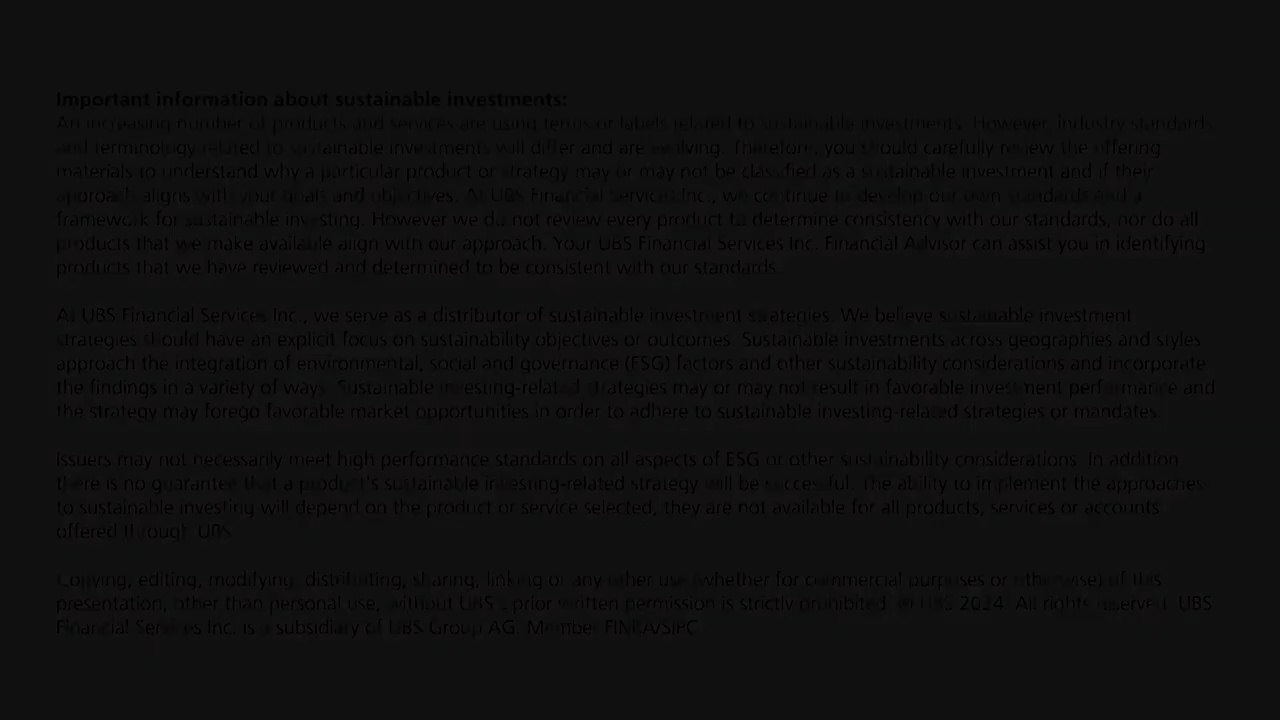 Important information about sustainable investments:
An increasing number of products and services are using terms or labels related to sustainable investments. However, industry standards
and terminology related to sustainable investments will differ and are evolving. Therefore, you should carefully review the offering
materials to understand why a particular product or strategy may or may not be classified as a sustainable investment and if their
approach aligns with your goals and objectives. At UBS Financial Services Inc., we continue to develop our own standards and a
framework for sustainable investing. However we do not review every product to determine consistency with our standards, nor do all
products that we make available align with our approach. Your UBS Financial Services Inc. Financial Advisor can assist you in identifying
products that we have reviewed and determined to be consistent with our standards.
At UBS Financial Services Inc., we serve as a distributor of sustainable investment strategies. We believe sustainable investment
strategies should have an explicit focus on sustainability objectives or outcomes. Sustainable investments across geographies and styles
approach the integration of environmental, social and governance (ESG) factors and other sustainability considerations and incorporate
the findings in a variety of ways. Sustainable investing-related strategies may or may not result in favorable investment performance and
the strategy may forego favorable market opportunities in order to adhere to sustainable investing-related strategies or mandates.
Issuers may not necessarily meet high performance standards on all aspects of ESG or other sustainability considerations. In addition
there is no guarantee that a product's sustainable investing-related strategy will be successful. The ability to implement the approaches
to sustainable investing will depend on the product or service selected, they are not available for all products, services or accounts
offered through UBS.
Copying, editing, modifying, distributing, sharing, linking or any other use (whether for commercial purposes or otherwise) of this
presentation, other than personal use, without UBS's prior written permission is strictly prohibited. © UBS 2024. All rights reserved. UBS
Financial Services Inc. is a subsidiary of UBS Group AG. Member FINRA/SIPC.